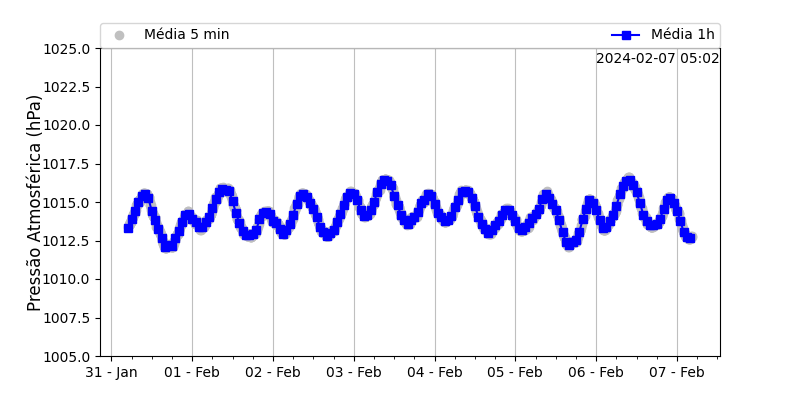 Média 5 min
Média 1h
2024-02-07 05:02
Pressão Atmosférica (hPa)
1025.0
1022.5
1020.0
1017.5
1015.0
1012.5
1010.0
1007.5
1005.0
31 - Jan
01 - Feb
02 - Feb
03 - Feb
04 - Feb
05 - Feb
06 - Feb
07 - Feb